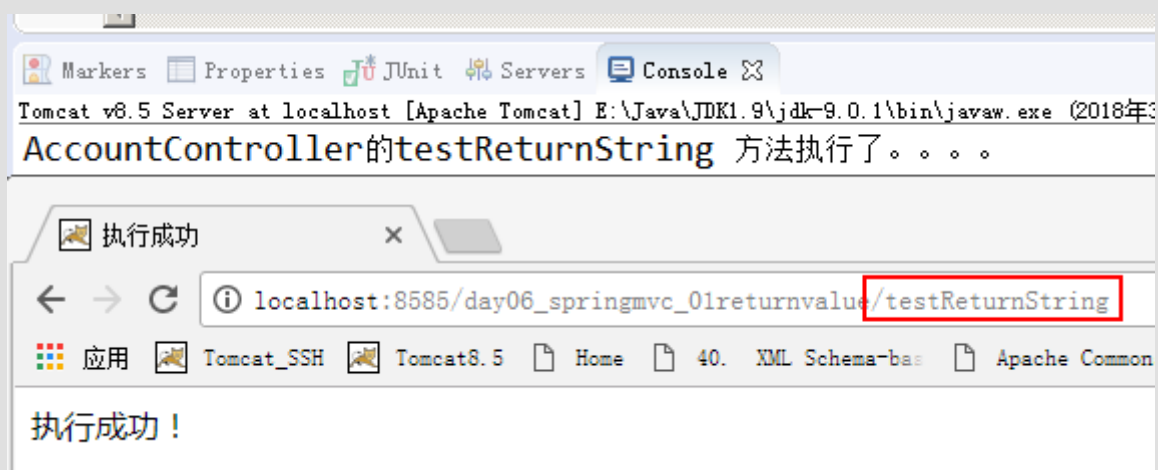 Markers Properties JUnit Servers Console
Tomcat v8.5 Server at localhost [Apache Tomcat] E:\Java\JDK1.9\jdk-9.0.1\bin\javaw.exe (2018年3
AccountController的testReturnString 方法执行了。。。。
执行成功
localhost:8585/day06_springmvc_01returnvalue/testReturnString
应用 Tomcat_SSH Tomcat8.5 Home 40. XML Schema-bas Apache Common
执行成功！